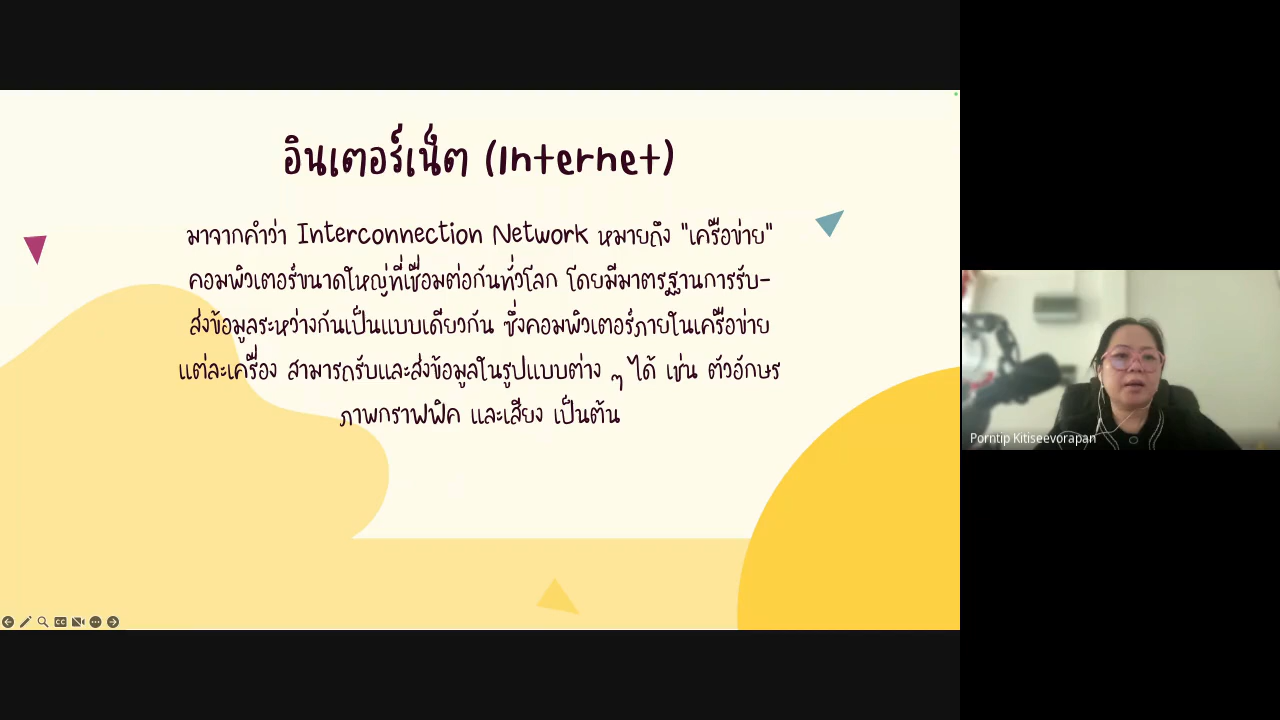 อินเตอร์เน็ต (Internet)
มาจากคำว่า Interconnection Network หมายถึง "เครือข่าย"
คอมพิวเตอร์ขนาดใหญ่ที่เชื่อมต่อกันทั่วโลก โดยมีมาตรฐานการรับ-
ส่งข้อมูลระหว่างกันเป็นแบบเดียวกัน ซึ่งคอมพิวเตอร์ภายในเครือข่าย
แต่ละเครื่อง สามารถรับและส่งข้อมูลในรูปแบบต่าง ๆ ได้ เช่น ตัวอักษร
ภาพกราฟฟิค และเสียง เป็นต้น
Porntip Kitiseevorapan